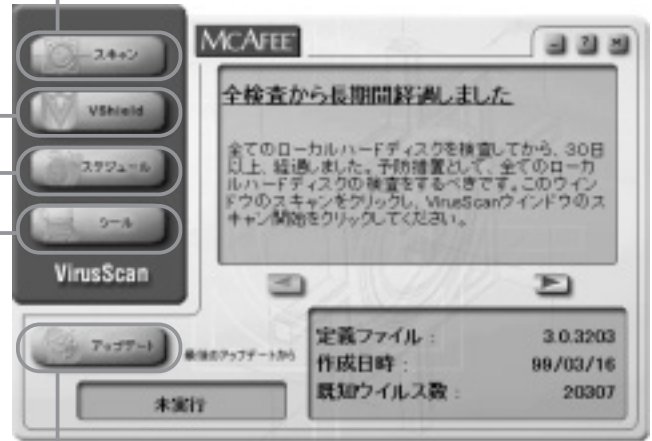 スキャン
VShield
スケジュール
ツール
VirusScan
McAFEE
全検査から長期間経過しました
全てのローカルハードディスクを検査してから、30日
以上、経過しました。予防措置として、全てのローカ
ルハードディスクの検査をするべきです。このウイン
ドウのスキャンをクリックし、VirusScanウインドウのス
キャン開始をクリックしてください。
アップデート
最後のアップデートから
未実行
定義ファイル： 3.0.3203
作成日時： 99/03/16
既知ウイルス数： 20307